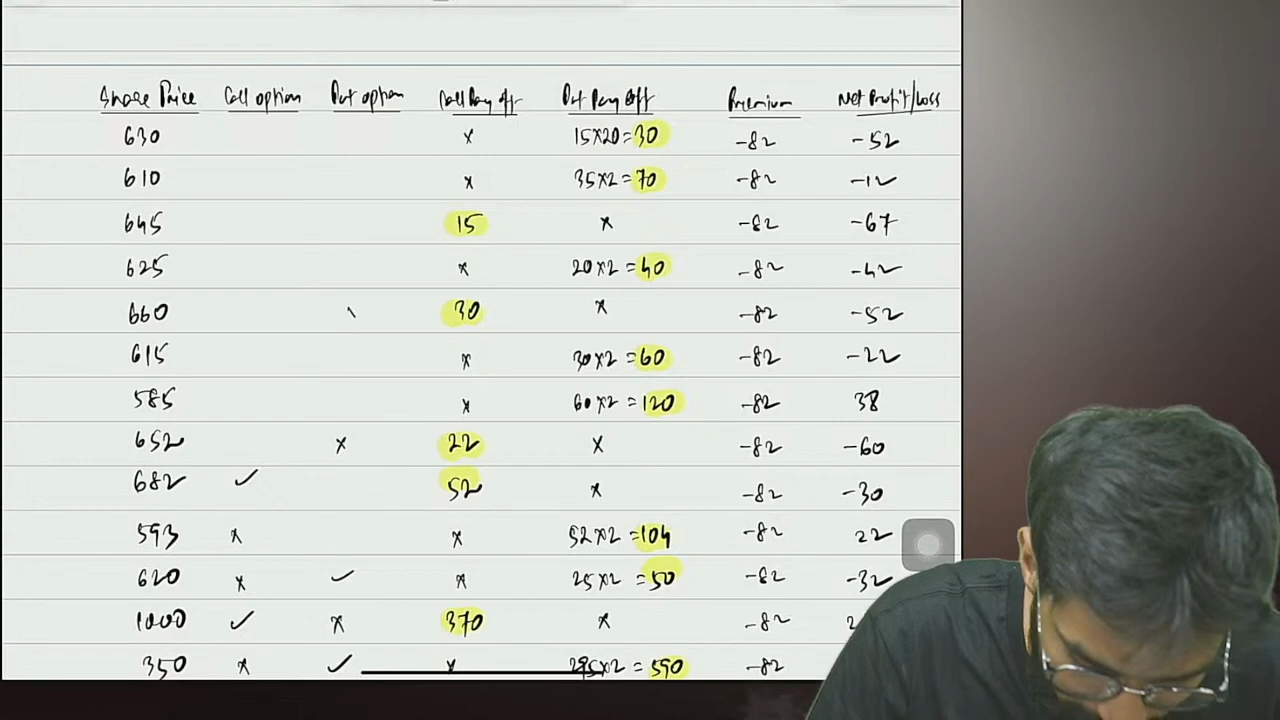 Share Price Call option Put option Call Pay off Put Pay Off Premium Net Profit/Loss
630 x 15x20=30 -82 -52
610 x 35x2=70 -82 -12
645 15 x -82 -67
625 x 20x2=40 -82 -42
660 30 x -82 -52
615 x 30x2=60 -82 -22
585 x 60x2=120 -82 38
652 x 22 x -82 -60
682 ✓ 52 x -82 -30
593 x x 52x2=104 -82 22
620 x ✓ x 25x2=50 -82 -32
1000 ✓ x 370 x -82 2
350 x ✓ x 295x2=590 -82